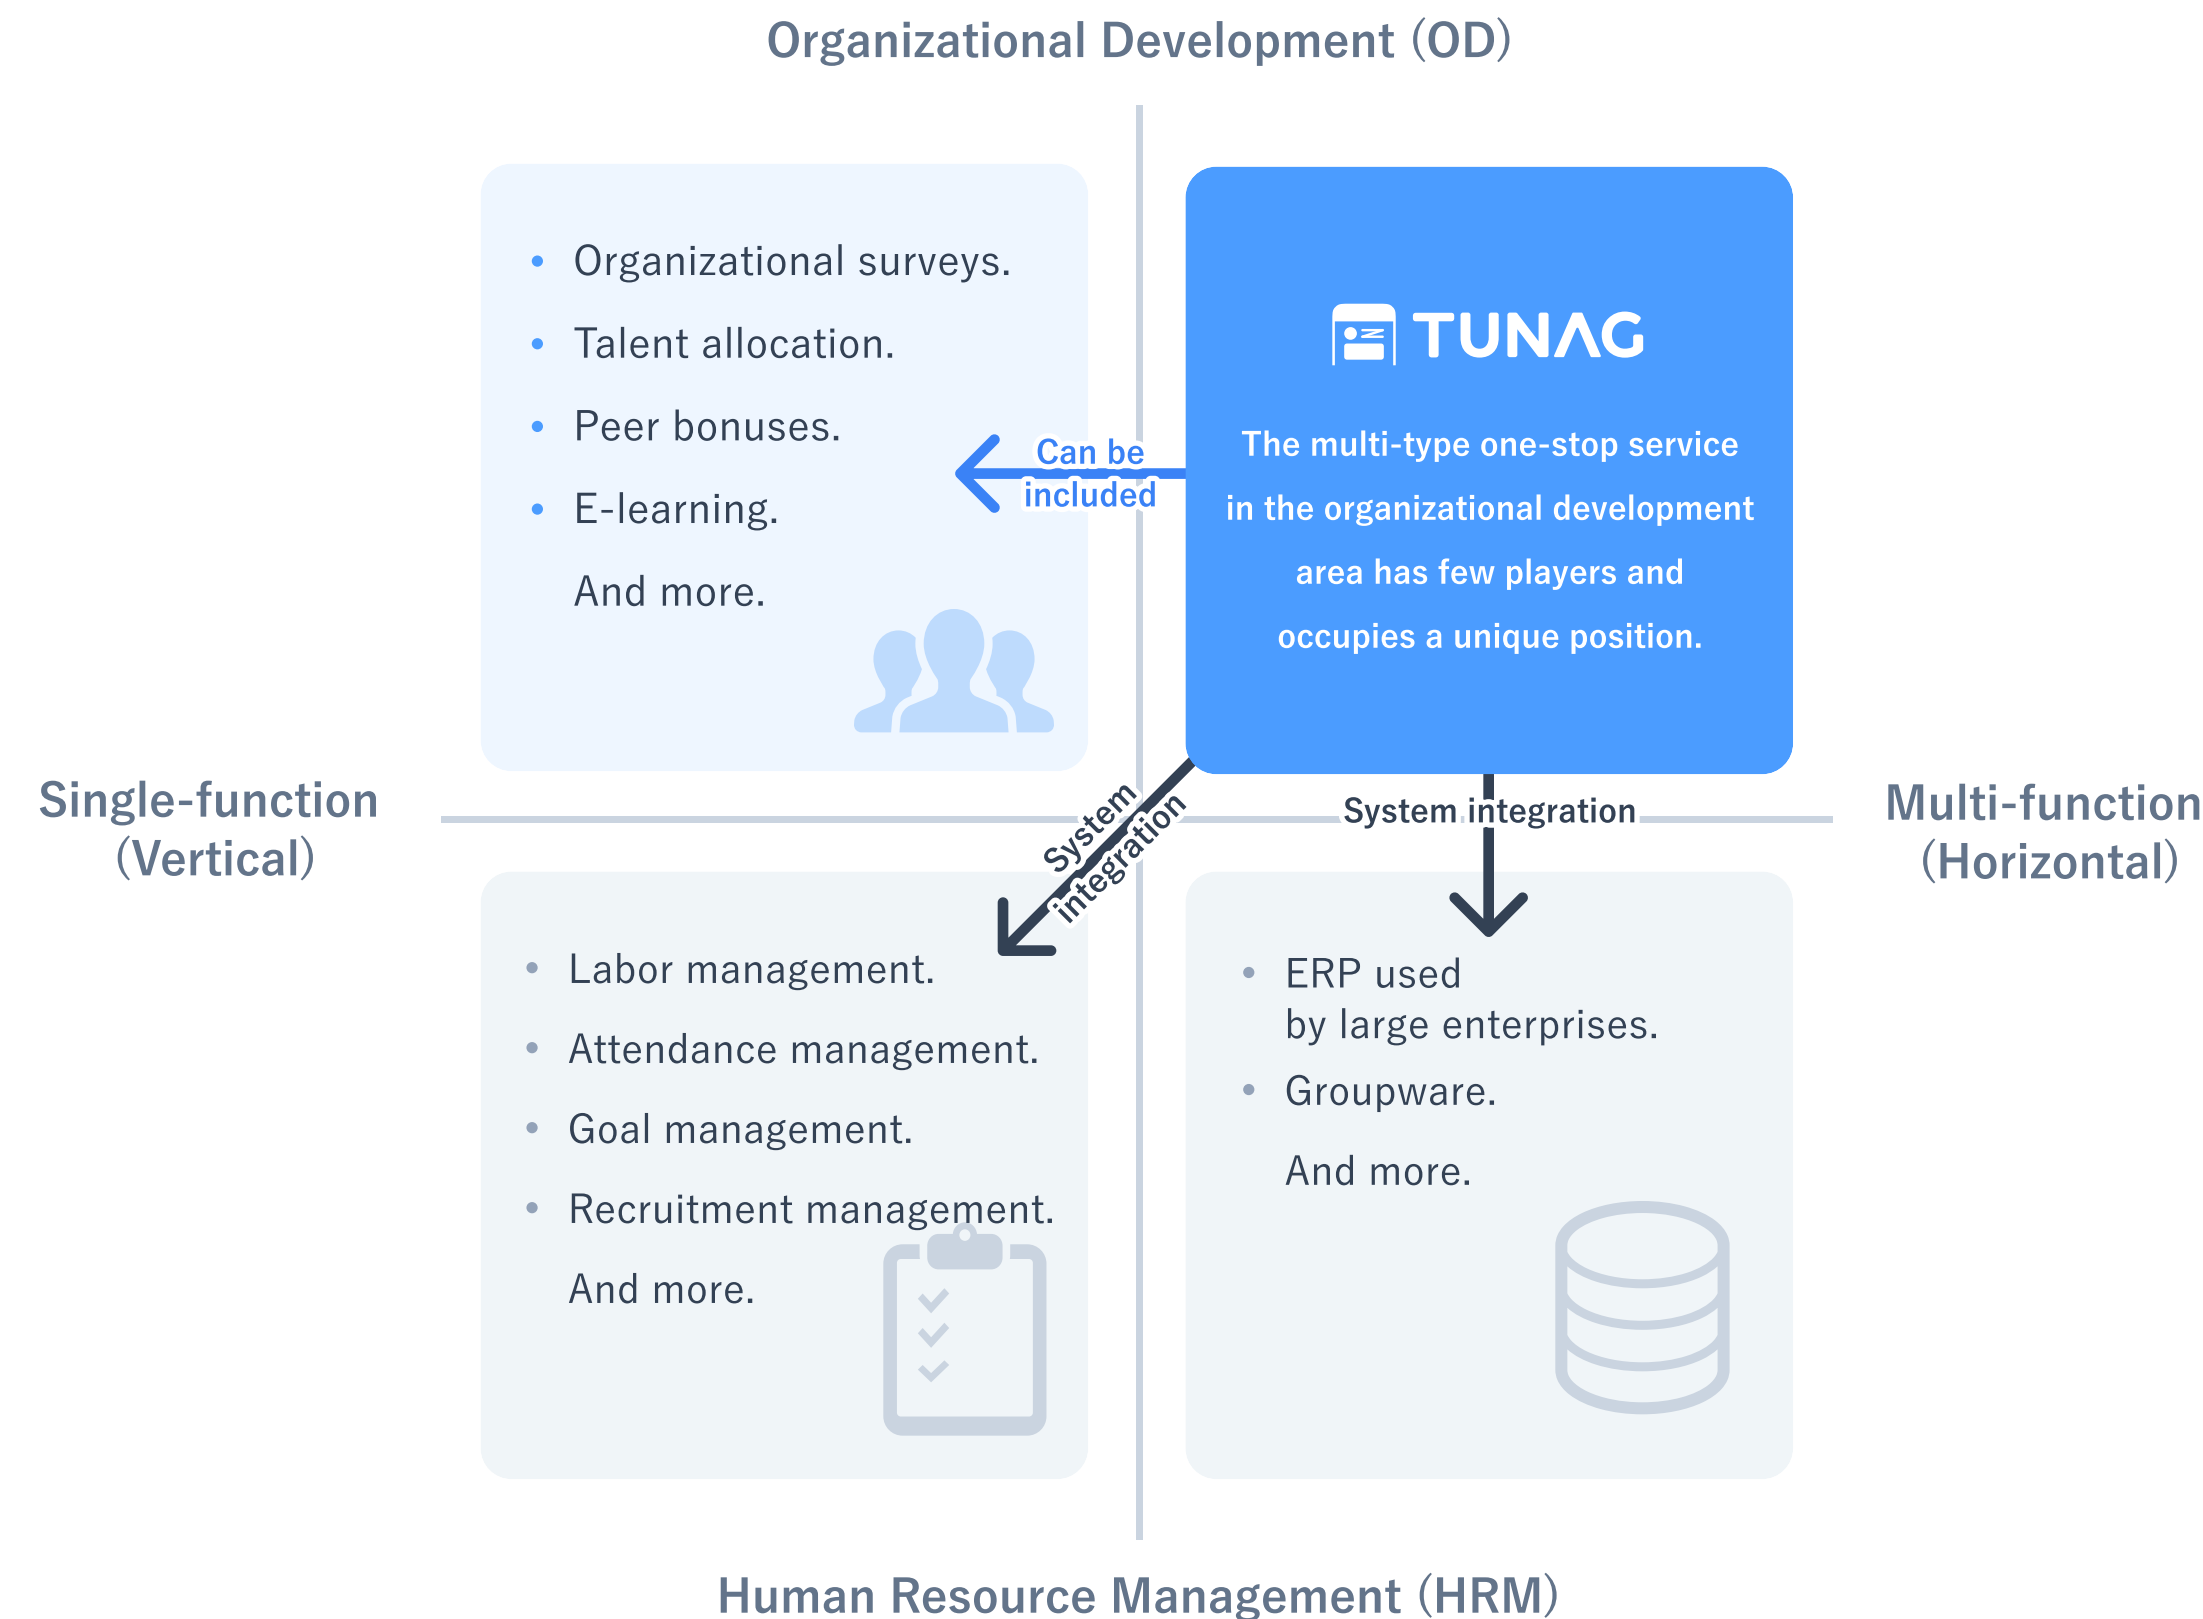 Organizational Development (OD)
• Organizational surveys.
• Talent allocation.
• Peer bonuses.
• E-learning.
And more.
Can be
included
TUNAG
The multi-type one-stop service
in the organizational development
area has few players and
occupies a unique position.
Single-function
(Vertical)
System
integration
System integration
Multi-function
(Horizontal)
• Labor management.
• Attendance management.
• Goal management.
• Recruitment management.
And more.
• ERP used
by large enterprises.
• Groupware.
And more.
Human Resource Management (HRM)